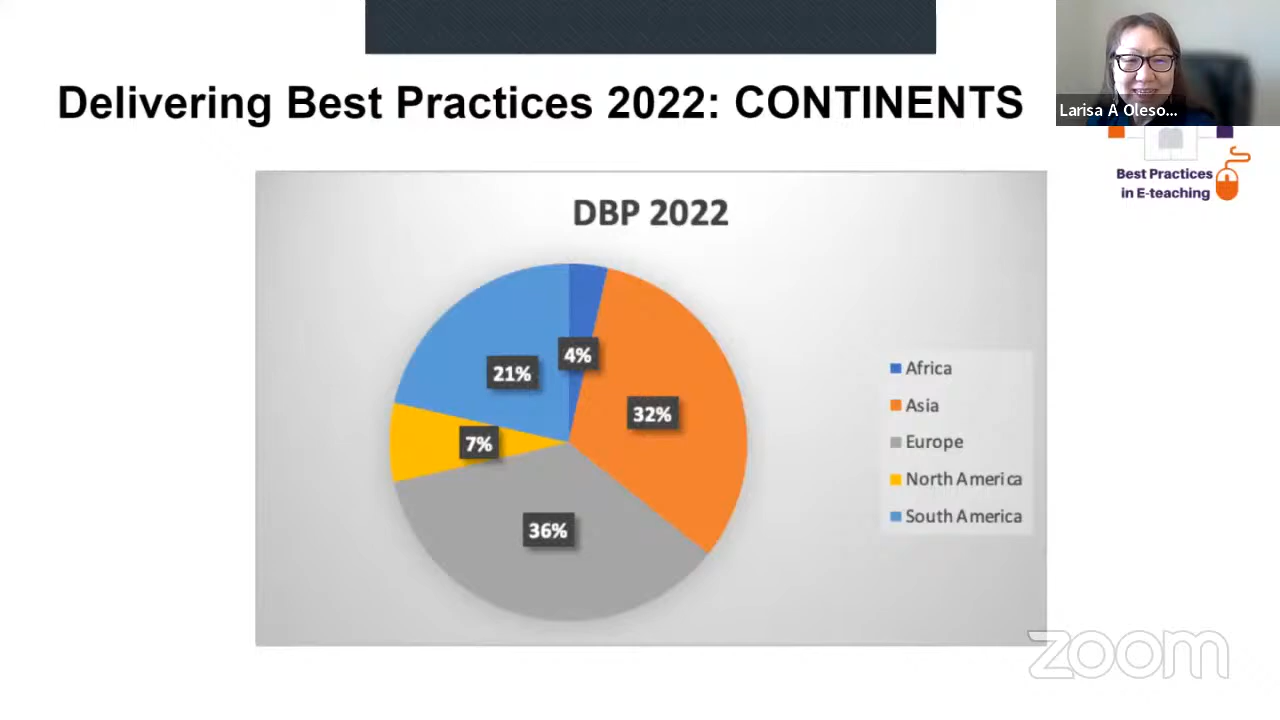 Delivering Best Practices 2022: CONTINENTS
Larisa A Oleso...
Best Practices
in E-teaching
DBP 2022
4%
21%
32%
7%
36%
Africa
Asia
Europe
North America
South America
zoom